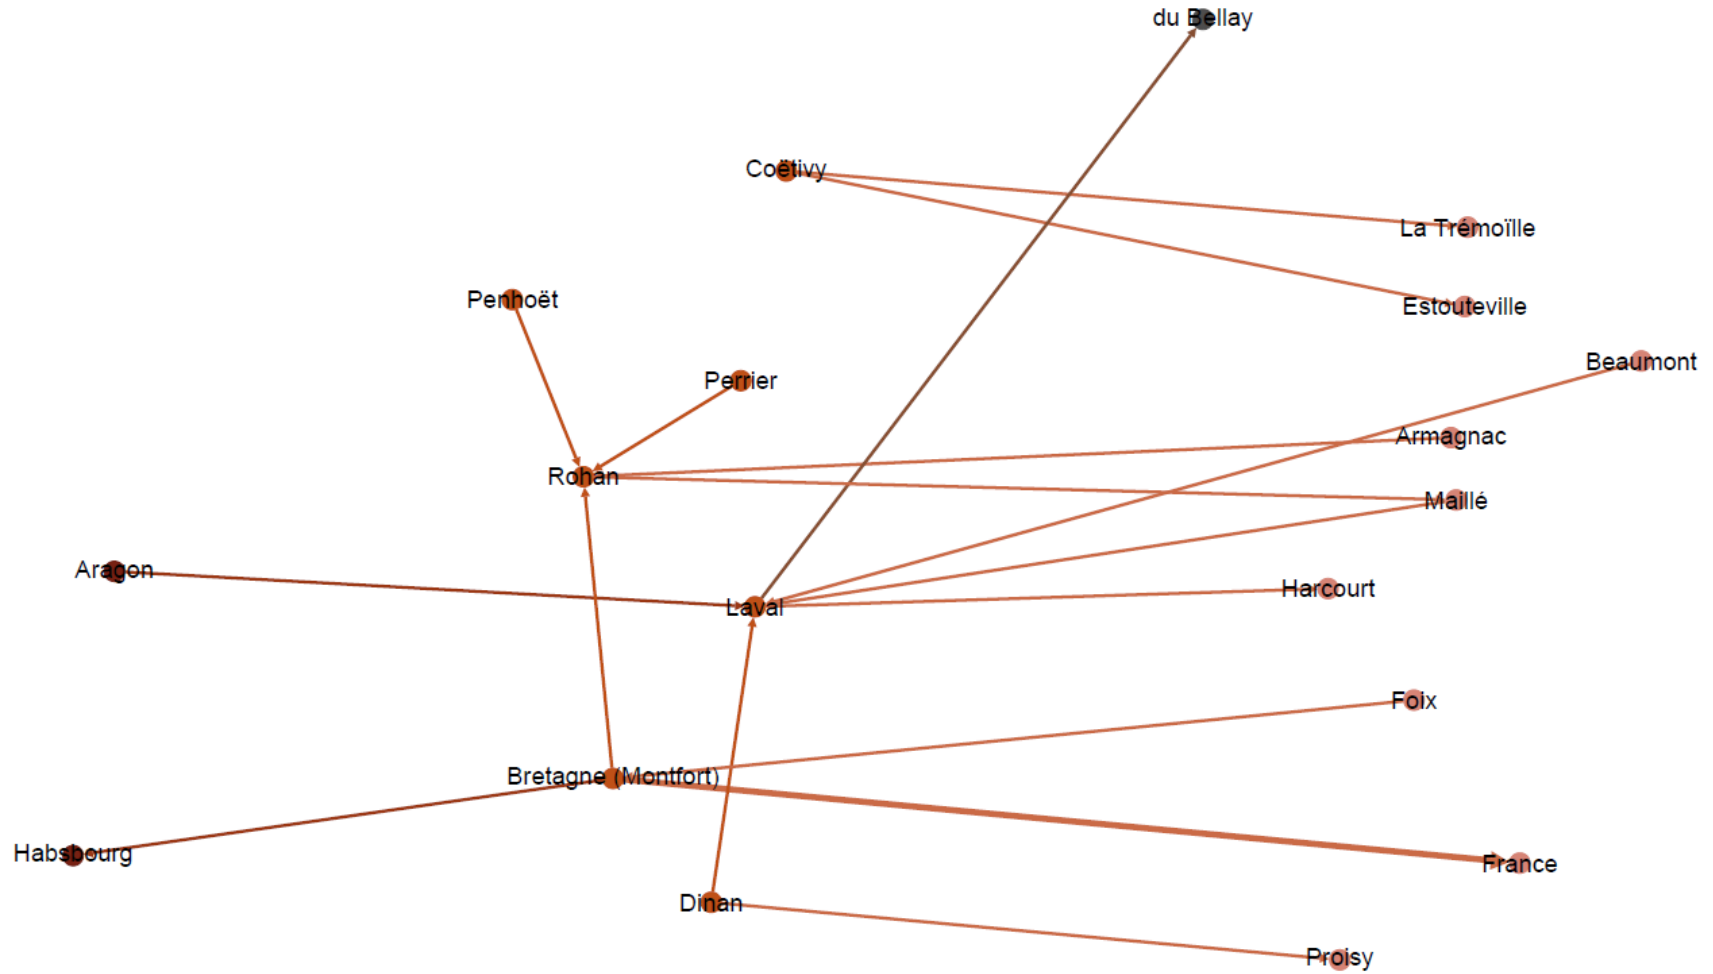 du Bellay
Coëtivy
La Trémoïlle
Penhoët
Estouteville
Beaumont
Perrier
Armagnac
Rohan
Maillé
Aragon
Harcourt
Laval
Foix
Bretagne (Montfort)
Habsbourg
France
Dinan
Proisy